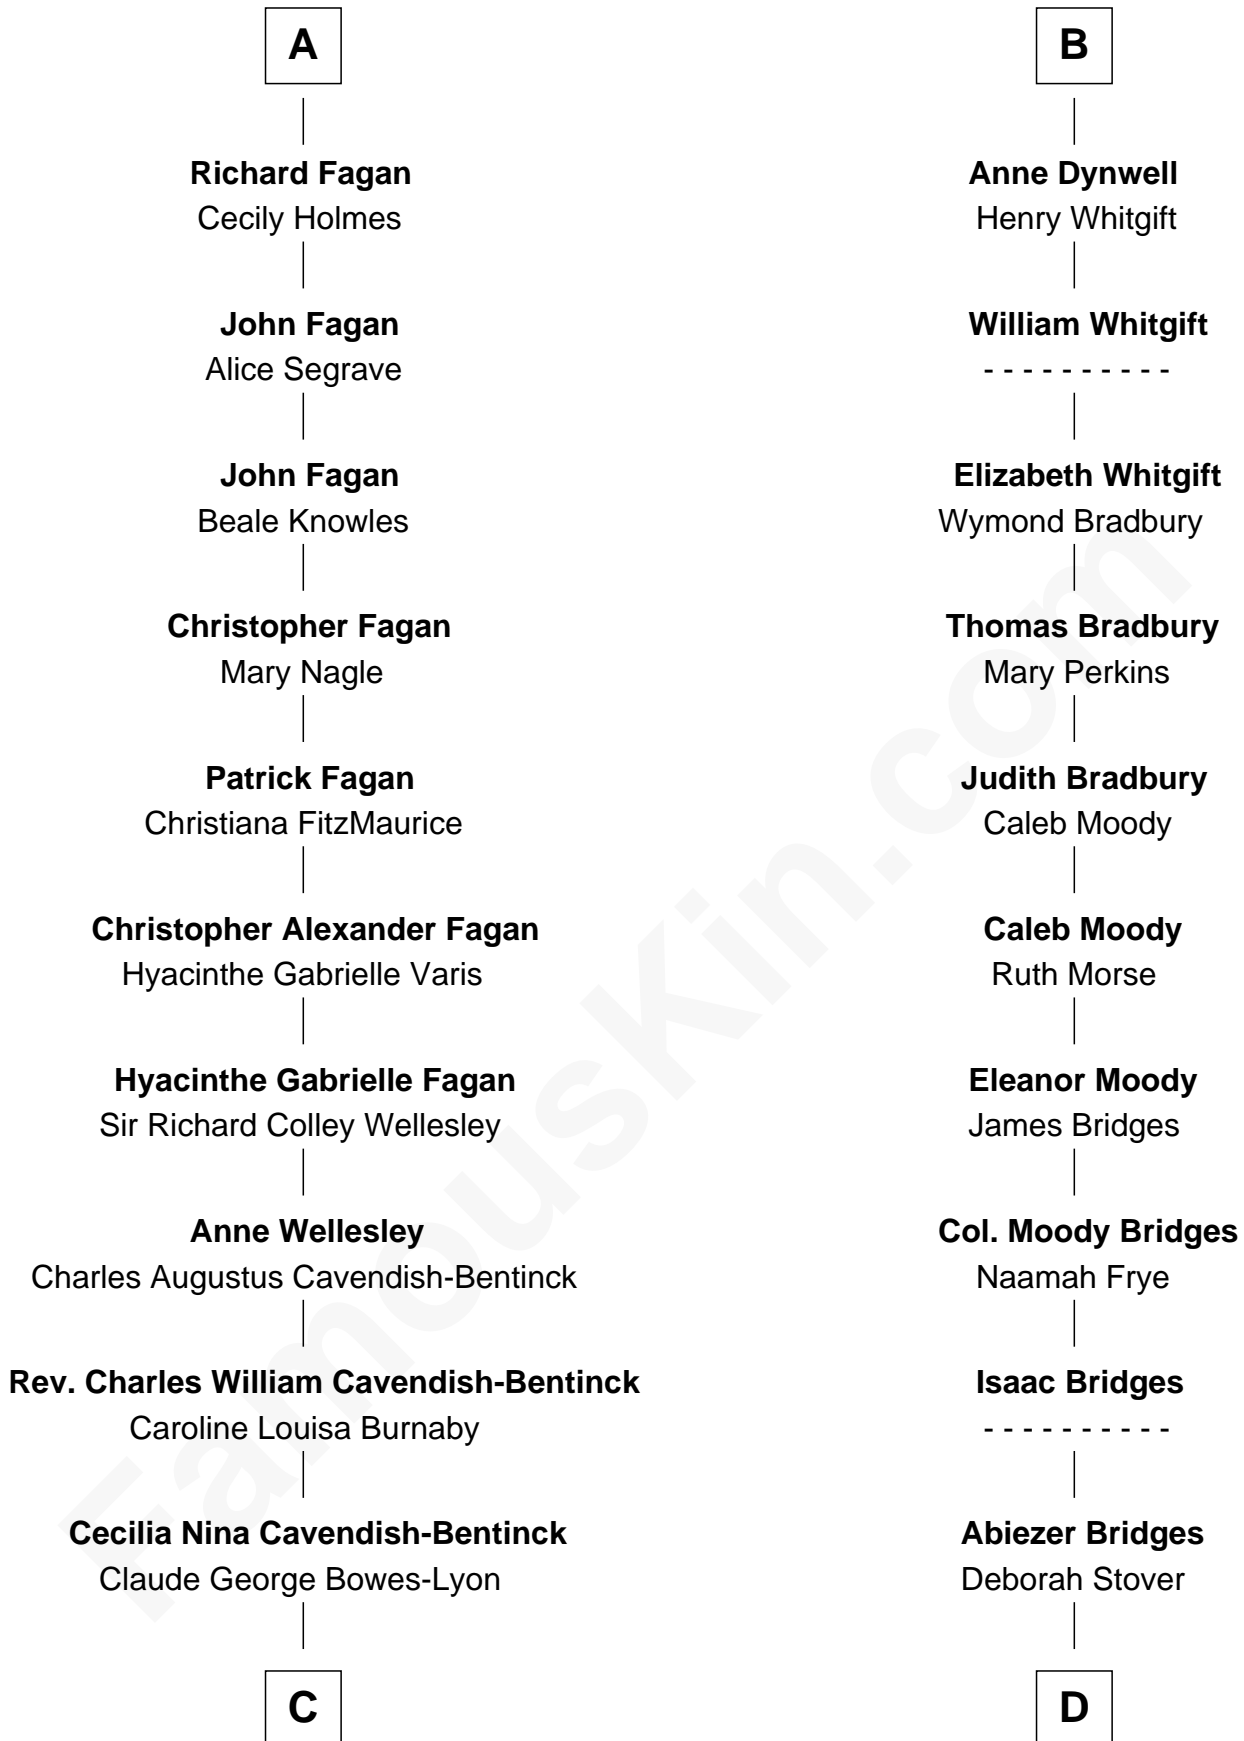 A
Richard Fagan
Cecily Holmes
John Fagan
Alice Segrave
John Fagan
Beale Knowles
Christopher Fagan
Mary Nagle
Patrick Fagan
Christiana FitzMaurice
Christopher Alexander Fagan
Hyacinthe Gabrielle Varis
Hyacinthe Gabrielle Fagan
Sir Richard Colley Wellesley
Anne Wellesley
Charles Augustus Cavendish-Bentinck
Rev. Charles William Cavendish-Bentinck
Caroline Louisa Burnaby
Cecilia Nina Cavendish-Bentinck
Claude George Bowes-Lyon
C
B
Anne Dynwell
Henry Whitgift
William Whitgift
- - - - - - - - - -
Elizabeth Whitgift
Wymond Bradbury
Thomas Bradbury
Mary Perkins
Judith Bradbury
Caleb Moody
Caleb Moody
Ruth Morse
Eleanor Moody
James Bridges
Col. Moody Bridges
Naamah Frye
Isaac Bridges
- - - - - - - - - -
Abiezer Bridges
Deborah Stover
D
FamousKin.com